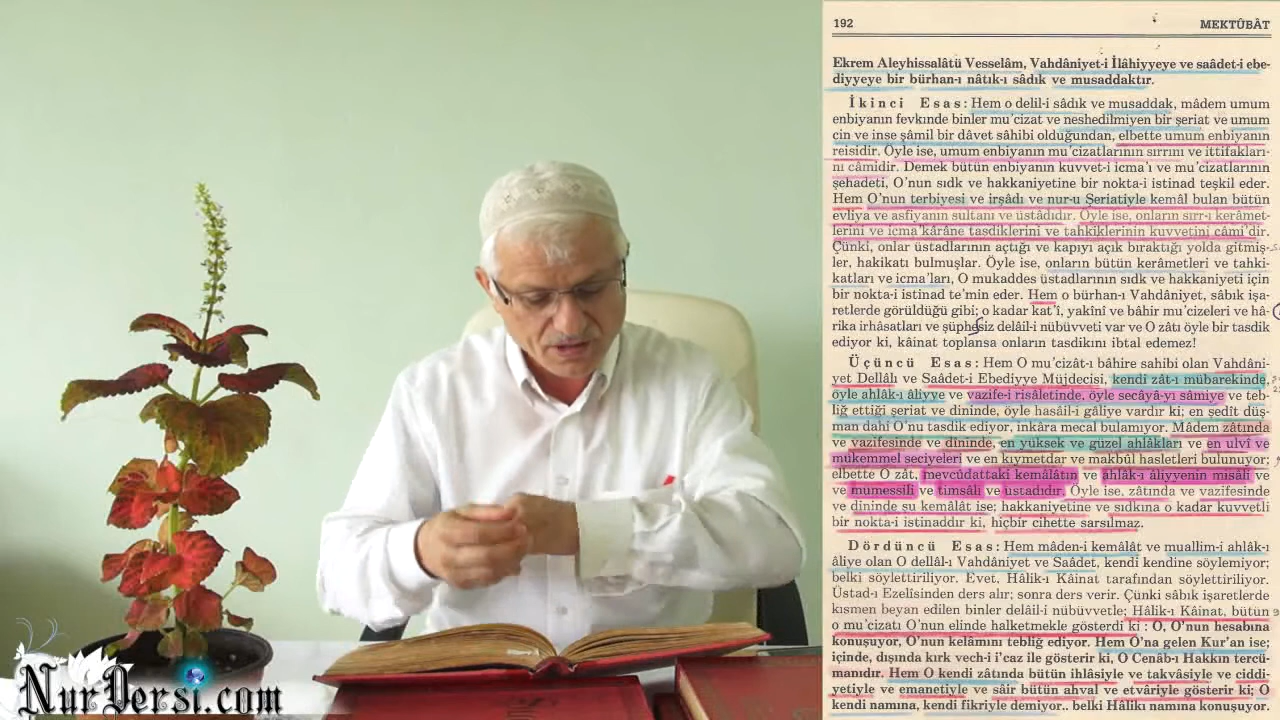 192 MEKTÛBÂT
Ekrem Aleyhissalâtü Vesselâm, Vahdâniyet-i İlâhiyyeye ve saâdet-i ebe-
diyyeye bir bürhan-ı nâtık-ı sâdık ve musaddaktır.
İkinci Esas: Hem o delil-i sâdık ve musaddak, mâdem umum
enbiyanın fevkınde binler mu'cizat ve neshedilmiyen bir şeriat ve umum
cin ve inse şâmil bir dâvet sâhibi olduğundan, elbette umum enbiyanın
reisidir. Öyle ise, umum enbiyanın mu'cizatlarının sırrını ve ittifakları-
nı câmidir. Demek bütün enbiyanın kuvvet-i icma'ı ve mu'cizatlarının
şehadeti, O'nun sıdk ve hakkaniyetine bir nokta-i istinad teşkil eder.
Hem O'nun terbiyesi ve irşâdı ve nur-u Şeriatiyle kemâl bulan bütün
evliya ve asfiyanın sultanı ve üstâdıdır. Öyle ise, onların sırr-ı kerâmet-
lerini ve icma'kârâne tasdiklerini ve tahkiklerinin kuvvetini câmi'dir.
Çünki, onlar üstadlarının açtığı ve kapıyı açık bıraktığı yolda gitmiş-
ler, hakikatı bulmuşlar. Öyle ise, onların bütün kerâmetleri ve tahki-
katları ve icma'ları, O mukaddes üstadlarının sıdk ve hakkaniyeti için
bir nokta-i istinad te'min eder. Hem o bürhan-ı Vahdâniyet, sâbık işa-
retlerde görüldüğü gibi; o kadar kat'î, yakînî ve bâhir mu'cizeleri ve hâ-
rika irhâsatları ve şüphesiz delâil-i nübüvveti var ve O zâtı öyle bir tasdik
ediyor ki, kâinat toplansa onların tasdikını ibtal edemez!
Üçüncü Esas: Hem O mu'cizât-ı bâhire sahibi olan Vahdâni-
yet Dellâlı ve Saâdet-i Ebediyye Müjdecisi, kendi zât-ı mübarekinde,
öyle ahlâk-ı âliyye ve vazife-i risâletinde, öyle secâyâ-yı sâmiye ve teb-
liğ ettiği şeriat ve dininde, öyle hasâil-i gâliye vardır ki; en şedit düş-
man dahi O'nu tasdik ediyor, inkâra mecal bulamıyor. Mâdem zâtında
ve vazifesinde ve dininde, en yüksek ve güzel ahlâkları ve en ulvî ve
mükemmel seciyeleri ve en kıymetdar ve makbûl hasletleri bulunuyor;
elbette O zât, mevcûdattaki kemâlâtın ve ahlâk-ı âliyyenin misâli ve
ve mümessili ve timsâli ve üstadıdır. Öyle ise, zâtında ve vazifesinde
ve dininde şu kemâlât ise; hakkaniyetine ve sıdkına o kadar kuvvetli
bir nokta-i istinaddır ki, hiçbir cihette sarsılmaz.
Dördüncü Esas: Hem mâden-i kemâlât ve muallim-i ahlâk-ı
âliye olan O dellâl-ı Vahdâniyet ve Saâdet, kendi kendine söylemiyor;
belki söylettiriliyor. Evet, Hâlik-ı Kâinat tarafından söylettiriliyor.
Üstad-ı Ezelîsinden ders alır; sonra ders verir. Çünki sâbık işaretlerde
kısmen beyan edilen binler delâil-i nübüvvetle; Hâlik-ı Kâinat, bütün
o mu'cizatı O'nun elinde halketmekle gösterdi ki : O, O'nun hesabına
konuşuyor, O'nun kelâmını tebliğ ediyor. Hem O'na gelen Kur'an ise;
içinde, dışında kırk vech-i i'caz ile gösterir ki, O Cenâb-ı Hakkın tercü-
manıdır. Hem O kendi zâtında bütün ihlâsiyle ve takvâsiyle ve ciddi-
yetiyle ve emanetiyle ve sâir bütün ahval ve etvâriyle gösterir ki; O
kendi namına, kendi fikriyle demiyor.. belki Hâlikı namına konuşuyor.
NurDersi.com